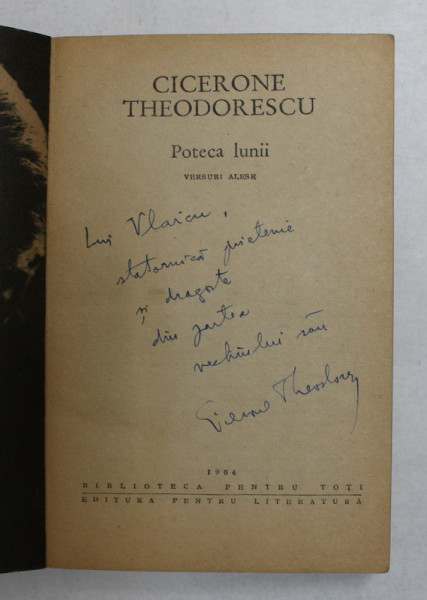 CICERONE
THEODORESCU
Poteca lunii
VERSURI ALESE
Lui Vlaicu,
statornică prietenie
și dragoste
din partea
vechiului său
Cicerone Theodorescu
1964
BIBLIOTECA PENTRU TOȚI
EDITURA PENTRU LITERATURĂ